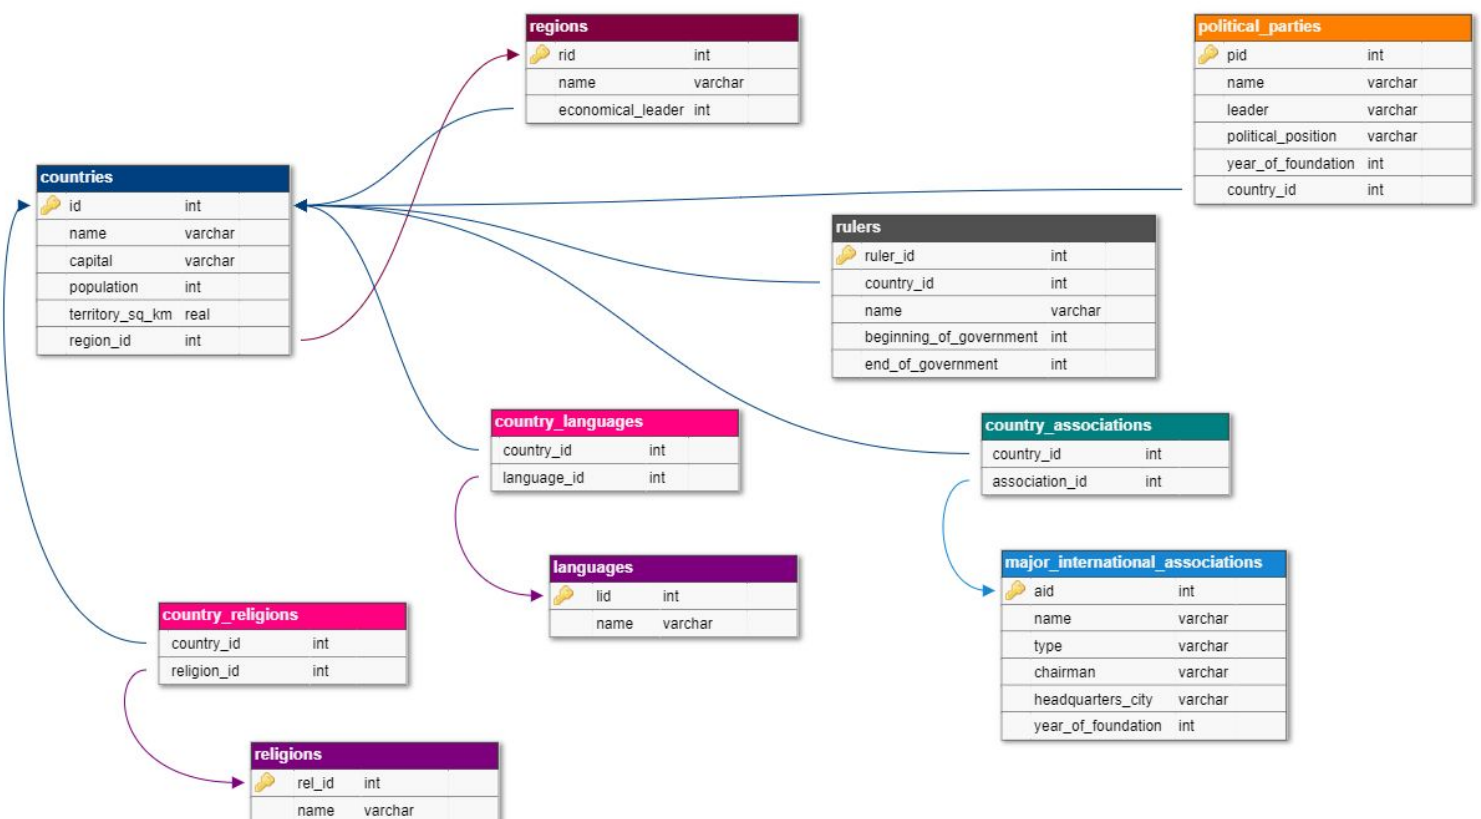 regions
rid int
name varchar
economical_leader int
political_parties
pid int
name varchar
leader varchar
political_position varchar
year_of_foundation int
country_id int
countries
id int
name varchar
capital varchar
population int
territory_sq_km real
region_id int
rulers
ruler_id int
country_id int
name varchar
beginning_of_government int
end_of_government int
country_languages
country_id int
language_id int
country_associations
country_id int
association_id int
languages
lid int
name varchar
major_international_associations
aid int
name varchar
type varchar
chairman varchar
headquarters_city varchar
year_of_foundation int
country_religions
country_id int
religion_id int
religions
rel_id int
name varchar